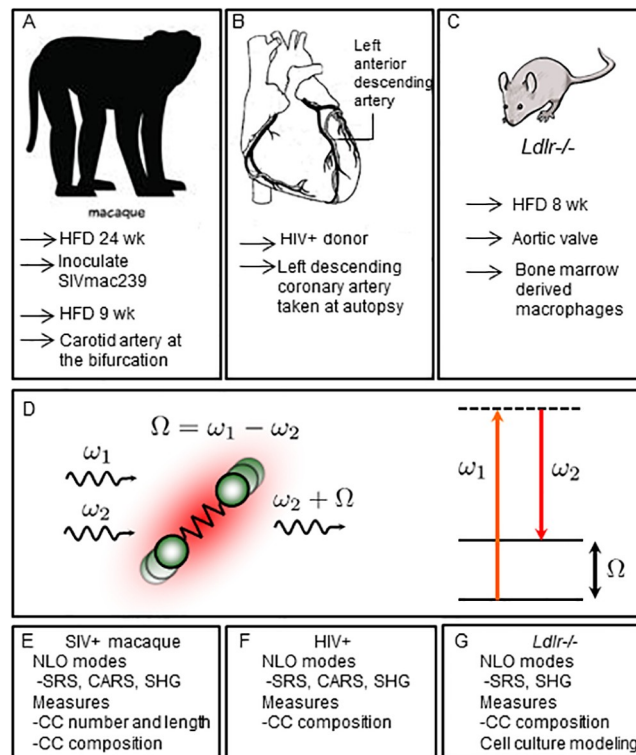 A
macaque
→ HFD 24 wk
→ Inoculate
SIVmac239
→ HFD 9 wk
→ Carotid artery at
the bifurcation
B
Left
anterior
descending
artery
→ HIV+ donor
→ Left descending
coronary artery
taken at autopsy
C
Ldlr-/-
→ HFD 8 wk
→ Aortic valve
→ Bone marrow
derived
macrophages
D
Ω = ω₁ − ω₂
ω₁
ω₂
ω₂ + Ω
ω₁
ω₂
Ω
E SIV+ macaque
NLO modes
-SRS, CARS, SHG
Measures
-CC number and length
-CC composition
F HIV+
NLO modes
-SRS, CARS, SHG
Measures
-CC composition
G Ldlr-/-
NLO modes
-SRS, SHG
Measures
-CC composition
Cell culture modeling